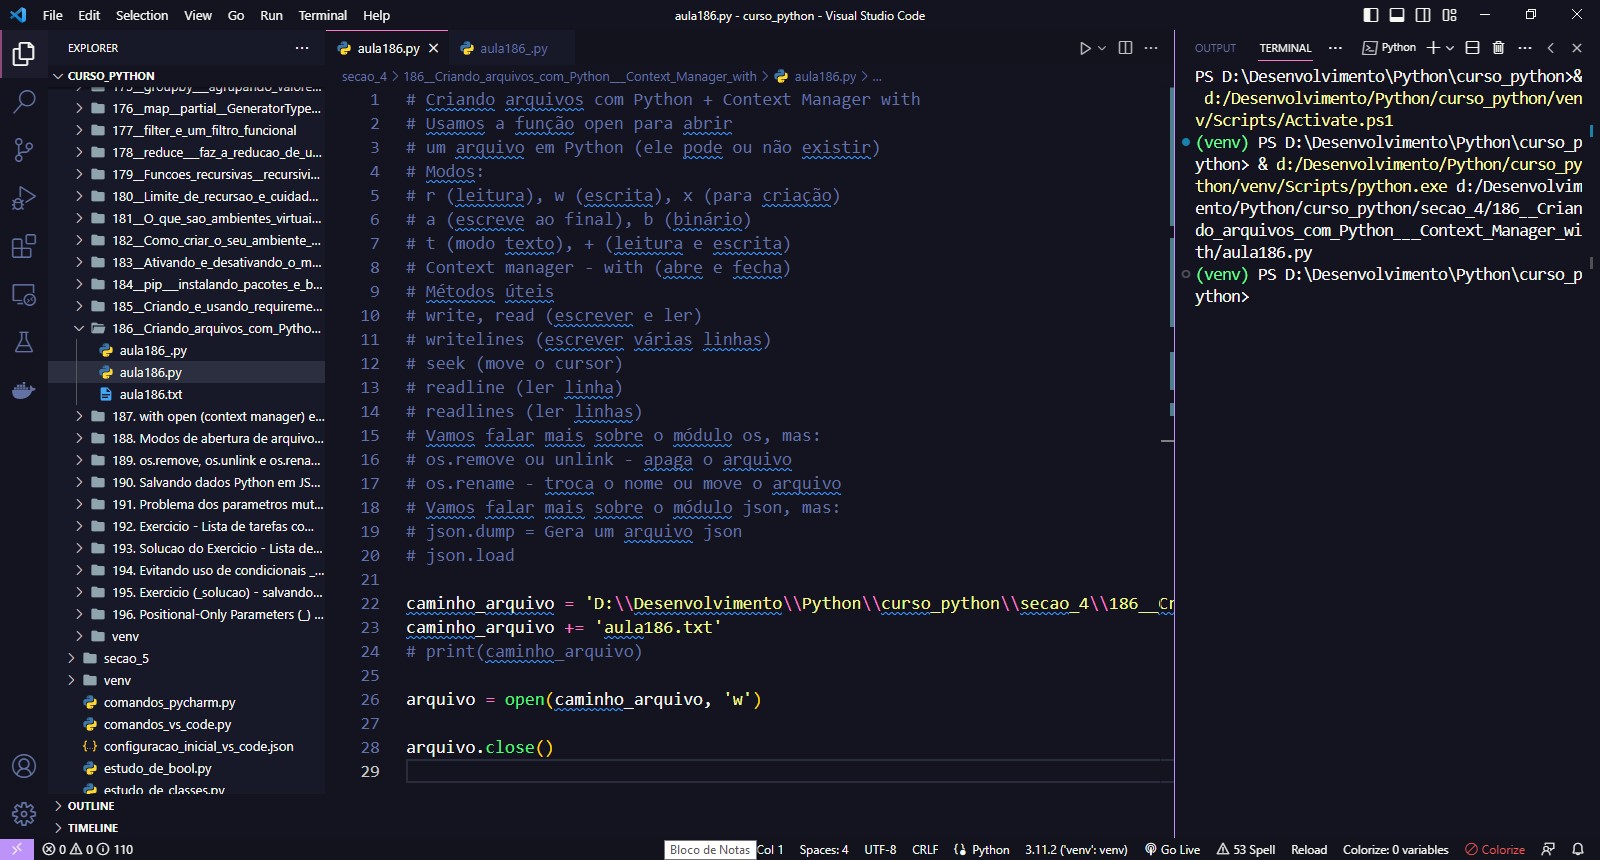 File Edit Selection View Go Run Terminal Help
aula186.py - curso_python - Visual Studio Code
EXPLORER
CURSO_PYTHON
176__map__partial__GeneratorType...
177__filter_e_um_filtro_funcional
178__reduce___faz_a_reducao_de_u...
179__Funcoes_recursivas__recursivi...
180__Limite_de_recursao_e_cuidad...
181__O_que_sao_ambientes_virtuai...
182__Como_criar_o_seu_ambiente_...
183__Ativando_e_desativando_o_m...
184__pip___instalando_pacotes_e_b...
185__Criando_e_usando_requireme...
186__Criando_arquivos_com_Pytho...
aula186_.py
aula186.py
aula186.txt
187. with open (context manager) e...
188. Modos de abertura de arquivo...
189. os.remove, os.unlink e os.rena...
190. Salvando dados Python em JS...
191. Problema dos parametros mut...
192. Exercicio - Lista de tarefas co...
193. Solucao do Exercicio - Lista de...
194. Evitando uso de condicionais _...
195. Exercicio (_solucao) - salvando...
196. Positional-Only Parameters (_) ...
venv
secao_5
venv
comandos_pycharm.py
comandos_vs_code.py
configuracao_inicial_vs_code.json
estudo_de_bool.py
estudo_de_classes.py
OUTLINE
TIMELINE
aula186.py
aula186_.py
secao_4 > 186__Criando_arquivos_com_Python___Context_Manager_with > aula186.py > ...
1 # Criando arquivos com Python + Context Manager with
2 # Usamos a função open para abrir
3 # um arquivo em Python (ele pode ou não existir)
4 # Modos:
5 # r (leitura), w (escrita), x (para criação)
6 # a (escreve ao final), b (binário)
7 # t (modo texto), + (leitura e escrita)
8 # Context manager - with (abre e fecha)
9 # Métodos úteis
10 # write, read (escrever e ler)
11 # writelines (escrever várias linhas)
12 # seek (move o cursor)
13 # readline (ler linha)
14 # readlines (ler linhas)
15 # Vamos falar mais sobre o módulo os, mas:
16 # os.remove ou unlink - apaga o arquivo
17 # os.rename - troca o nome ou move o arquivo
18 # Vamos falar mais sobre o módulo json, mas:
19 # json.dump = Gera um arquivo json
20 # json.load
21
22 caminho_arquivo = 'D:\\Desenvolvimento\\Python\\curso_python\\secao_4\\186__Cr
23 caminho_arquivo += 'aula186.txt'
24 # print(caminho_arquivo)
25
26 arquivo = open(caminho_arquivo, 'w')
27
28 arquivo.close()
29
OUTPUT TERMINAL ... Python
PS D:\Desenvolvimento\Python\curso_python>&
d:/Desenvolvimento/Python/curso_python/ven
v/Scripts/Activate.ps1
(venv) PS D:\Desenvolvimento\Python\curso_p
ython> & d:/Desenvolvimento/Python/curso_py
thon/venv/Scripts/python.exe d:/Desenvolvim
ento/Python/curso_python/secao_4/186__Crian
do_arquivos_com_Python___Context_Manager_wi
th/aula186.py
(venv) PS D:\Desenvolvimento\Python\curso_p
ython>
0 0 110 Bloco de Notas Col 1 Spaces: 4 UTF-8 CRLF Python 3.11.2 ('venv': venv) Go Live 53 Spell Reload Colorize: 0 variables Colorize